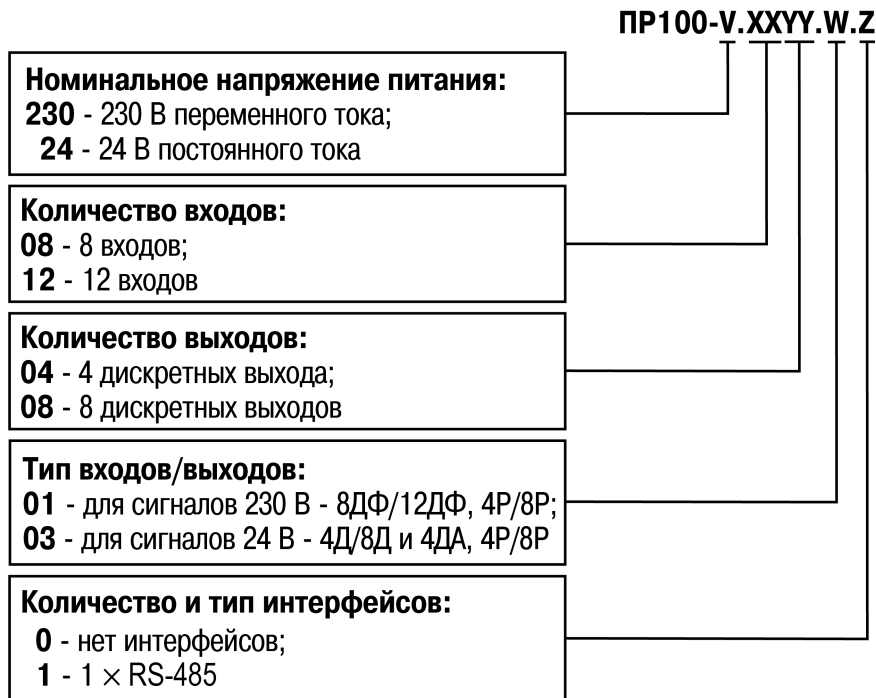 ПР100-V.XXYY.W.Z
Номинальное напряжение питания:
230 - 230 В переменного тока;
24 - 24 В постоянного тока
Количество входов:
08 - 8 входов;
12 - 12 входов
Количество выходов:
04 - 4 дискретных выхода;
08 - 8 дискретных выходов
Тип входов/выходов:
01 - для сигналов 230 В - 8ДФ/12ДФ, 4Р/8Р;
03 - для сигналов 24 В - 4Д/8Д и 4ДА, 4Р/8Р
Количество и тип интерфейсов:
0 - нет интерфейсов;
1 - 1 × RS-485